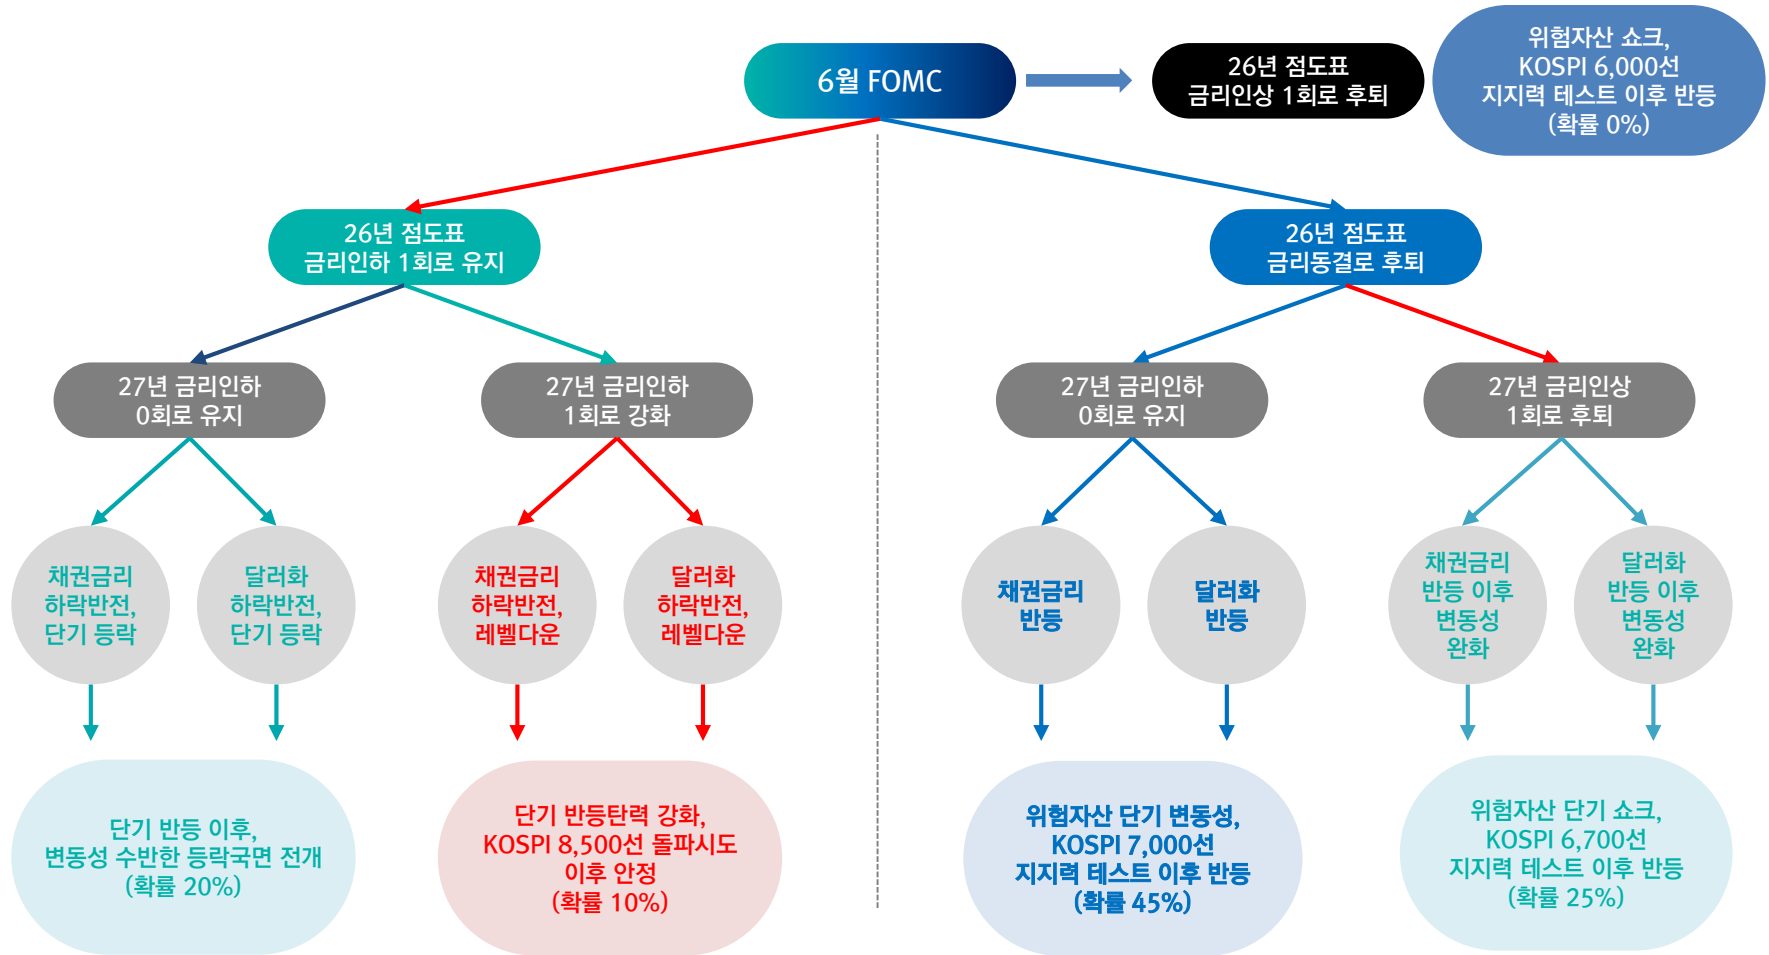 6월 FOMC
26년 점도표
금리인상 1회로 후퇴
위험자산 쇼크,
KOSPI 6,000선
지지력 테스트 이후 반등
(확률 0%)
26년 점도표
금리인하 1회로 유지
26년 점도표
금리동결로 후퇴
27년 금리인하
0회로 유지
27년 금리인하
1회로 강화
27년 금리인하
0회로 유지
27년 금리인상
1회로 후퇴
채권금리
하락반전,
단기 등락
달러화
하락반전,
단기 등락
채권금리
하락반전,
레벨다운
달러화
하락반전,
레벨다운
채권금리
반등
달러화
반등
채권금리
반등 이후
변동성
완화
달러화
반등 이후
변동성
완화
단기 반등 이후,
변동성 수반한 등락국면 전개
(확률 20%)
단기 반등탄력 강화,
KOSPI 8,500선 돌파시도
이후 안정
(확률 10%)
위험자산 단기 변동성,
KOSPI 7,000선
지지력 테스트 이후 반등
(확률 45%)
위험자산 단기 쇼크,
KOSPI 6,700선
지지력 테스트 이후 반등
(확률 25%)